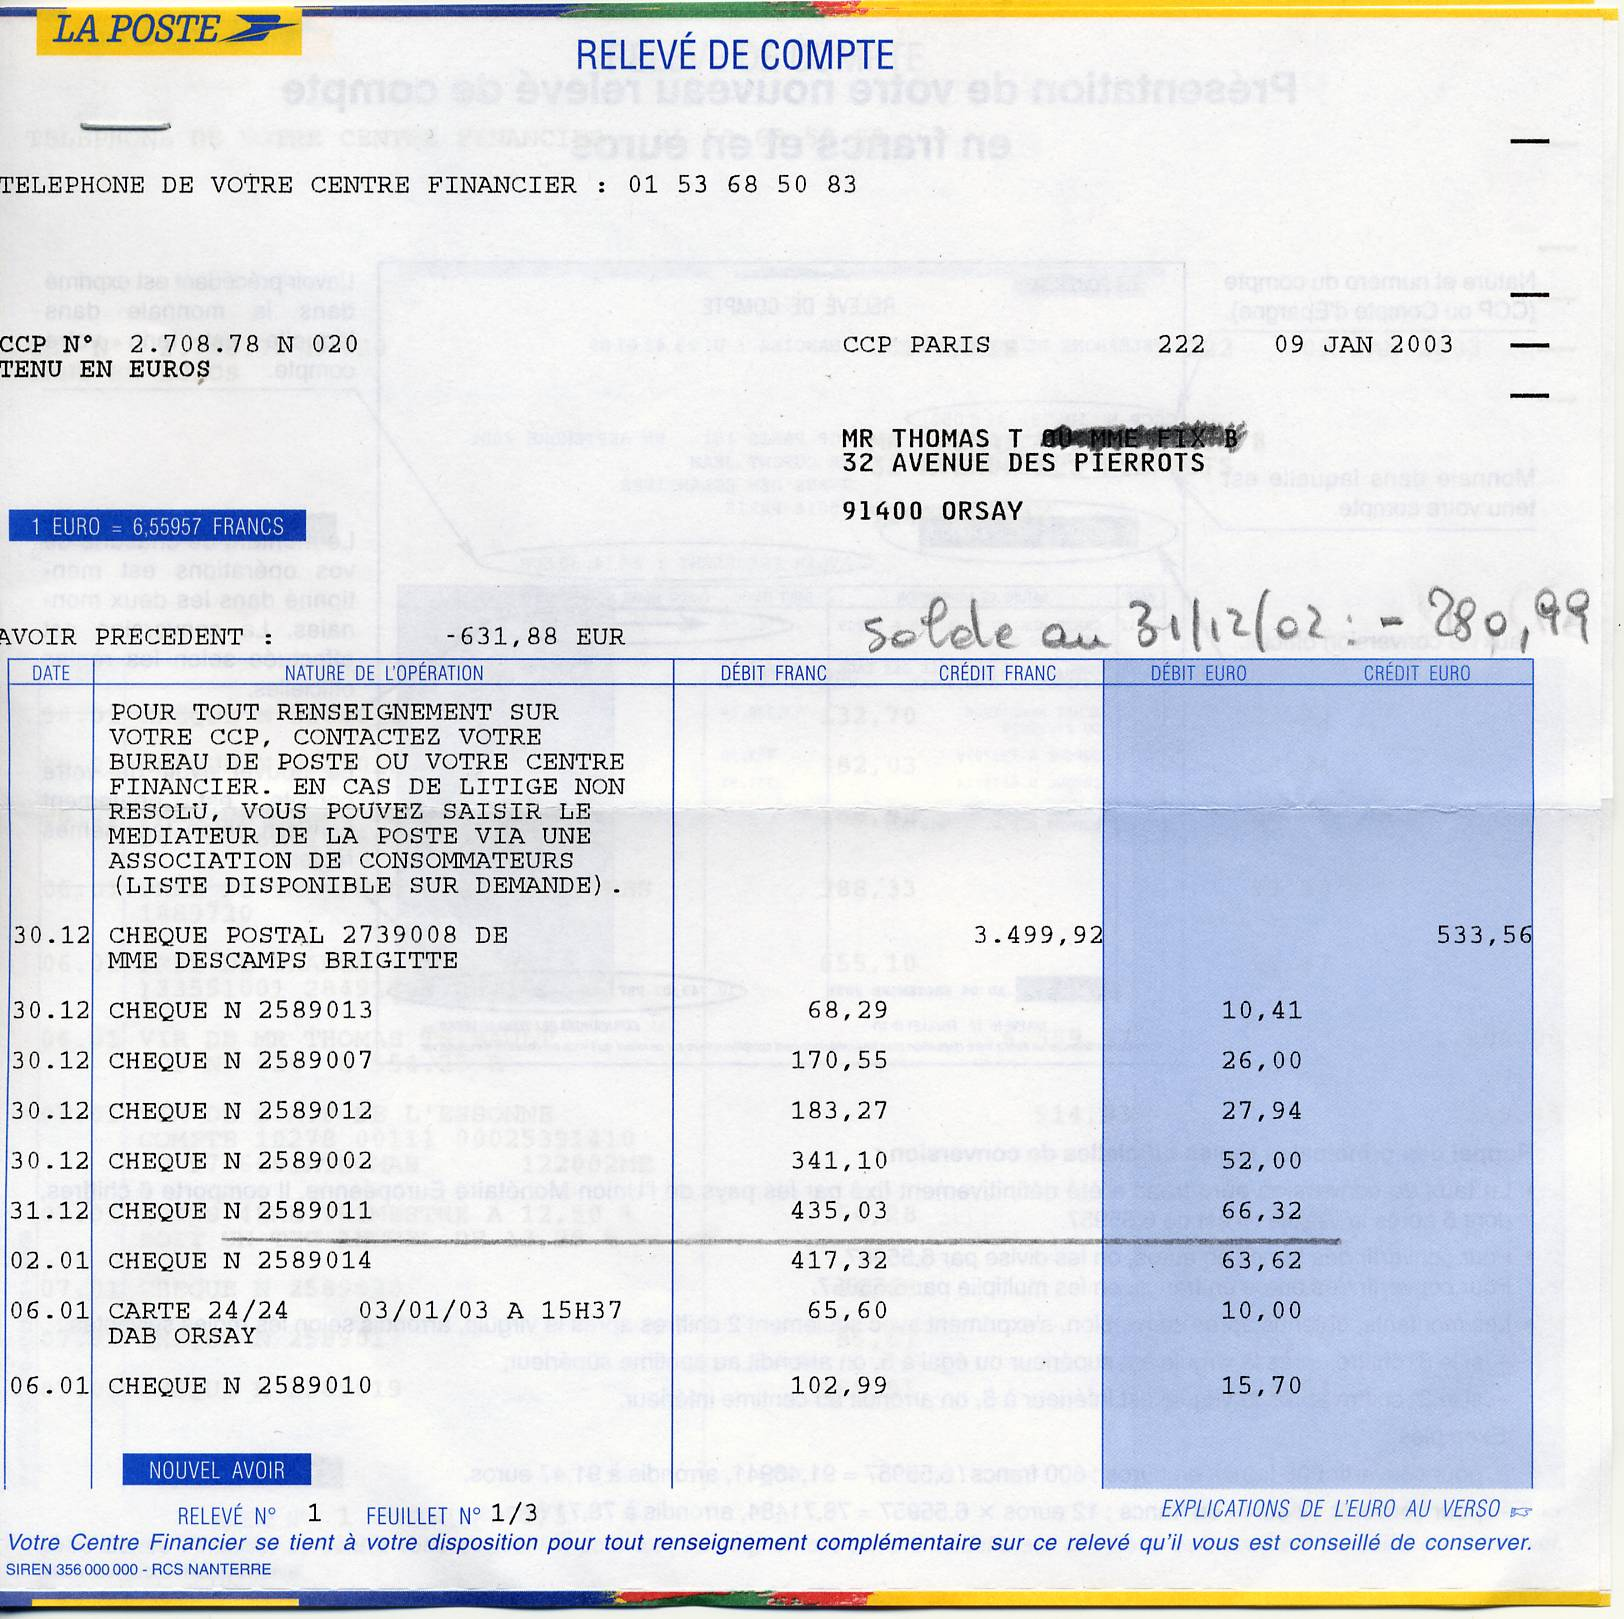 LA POSTE
RELEVÉ DE COMPTE
TELEPHONE DE VOTRE CENTRE FINANCIER : 01 53 68 50 83
CCP N° 2.708.78 N 020 CCP PARIS 222 09 JAN 2003
TENU EN EUROS
MR THOMAS T OU MME FIX B
32 AVENUE DES PIERROTS
91400 ORSAY
1 EURO = 6,55957 FRANCS
solde au 31/12/02 : - 280,99
AVOIR PRECEDENT : -631,88 EUR
DATE NATURE DE L'OPÉRATION DÉBIT FRANC CRÉDIT FRANC DÉBIT EURO CRÉDIT EURO
POUR TOUT RENSEIGNEMENT SUR
VOTRE CCP, CONTACTEZ VOTRE
BUREAU DE POSTE OU VOTRE CENTRE
FINANCIER. EN CAS DE LITIGE NON
RESOLU, VOUS POUVEZ SAISIR LE
MEDIATEUR DE LA POSTE VIA UNE
ASSOCIATION DE CONSOMMATEURS
(LISTE DISPONIBLE SUR DEMANDE).
30.12 CHEQUE POSTAL 2739008 DE 3.499,92 533,56
MME DESCAMPS BRIGITTE
30.12 CHEQUE N 2589013 68,29 10,41
30.12 CHEQUE N 2589007 170,55 26,00
30.12 CHEQUE N 2589012 183,27 27,94
30.12 CHEQUE N 2589002 341,10 52,00
31.12 CHEQUE N 2589011 435,03 66,32
02.01 CHEQUE N 2589014 417,32 63,62
06.01 CARTE 24/24 03/01/03 A 15H37 65,60 10,00
DAB ORSAY
06.01 CHEQUE N 2589010 102,99 15,70
NOUVEL AVOIR
RELEVÉ N° 1 FEUILLET N° 1/3 EXPLICATIONS DE L'EURO AU VERSO
Votre Centre Financier se tient à votre disposition pour tout renseignement complémentaire sur ce relevé qu'il vous est conseillé de conserver.
SIREN 356 000 000 - RCS NANTERRE